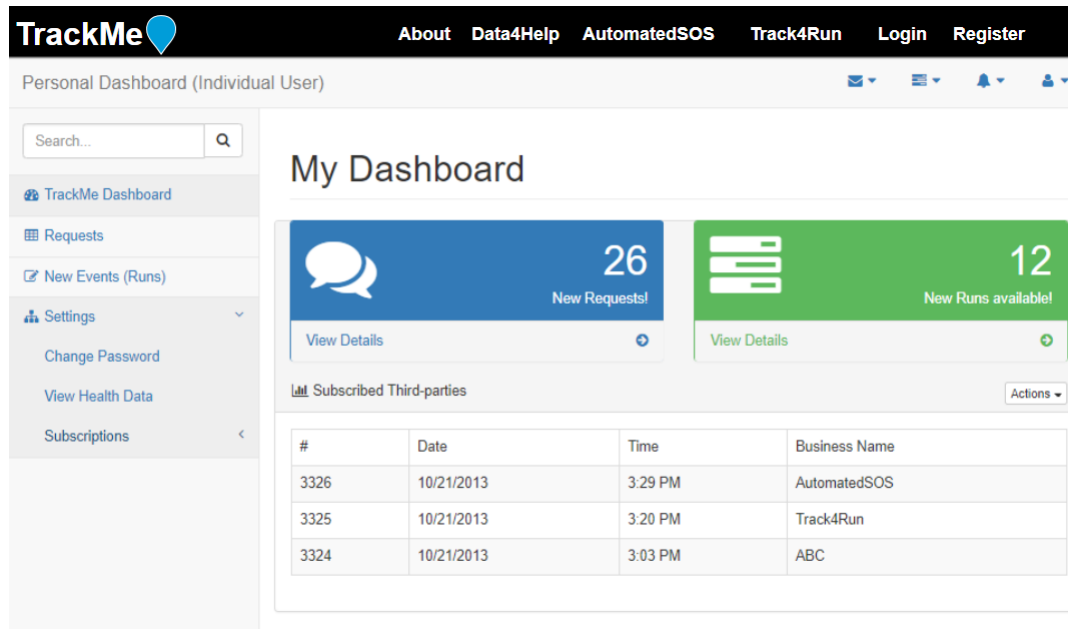 TrackMe
About Data4Help AutomatedSOS Track4Run Login Register
Personal Dashboard (Individual User)
Search...
TrackMe Dashboard
Requests
New Events (Runs)
Settings
Change Password
View Health Data
Subscriptions
My Dashboard
26
New Requests!
View Details
12
New Runs available!
View Details
Subscribed Third-parties
Actions
# Date Time Business Name
3326 10/21/2013 3:29 PM AutomatedSOS
3325 10/21/2013 3:20 PM Track4Run
3324 10/21/2013 3:03 PM ABC